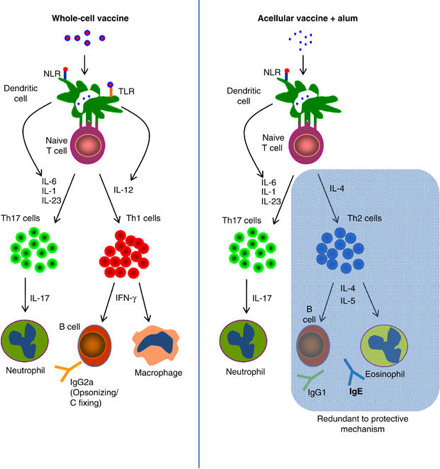 Whole-cell vaccine
NLR
TLR
Dendritic
cell
Naive
T cell
IL-6
IL-1
IL-23
IL-12
Th17 cells
Th1 cells
IL-17
IFN-γ
B cell
Neutrophil
Macrophage
IgG2a
(Opsonizing/
C fixing)
Acellular vaccine + alum
NLR
Dendritic
cell
Naive
T cell
IL-6
IL-1
IL-23
IL-4
Th17 cells
Th2 cells
IL-17
IL-4
IL-5
B
cell
Neutrophil
Eosinophil
IgG1
IgE
Redundant to protective
mechanism